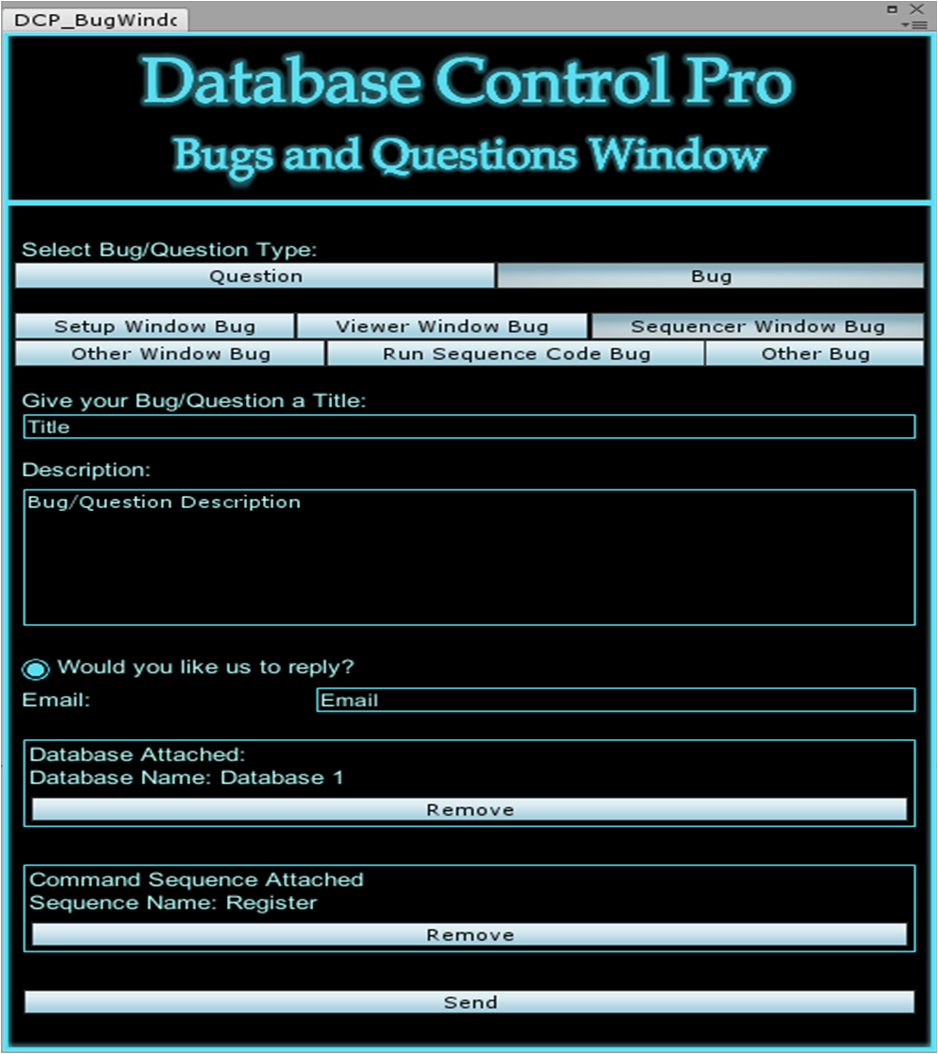 DCP_BugWindc
Database Control Pro
Bugs and Questions Window
Select Bug/Question Type:
Question Bug
Setup Window Bug Viewer Window Bug Sequencer Window Bug
Other Window Bug Run Sequence Code Bug Other Bug
Give your Bug/Question a Title:
Title
Description:
Bug/Question Description
Would you like us to reply?
Email: Email
Database Attached:
Database Name: Database 1
Remove
Command Sequence Attached
Sequence Name: Register
Remove
Send